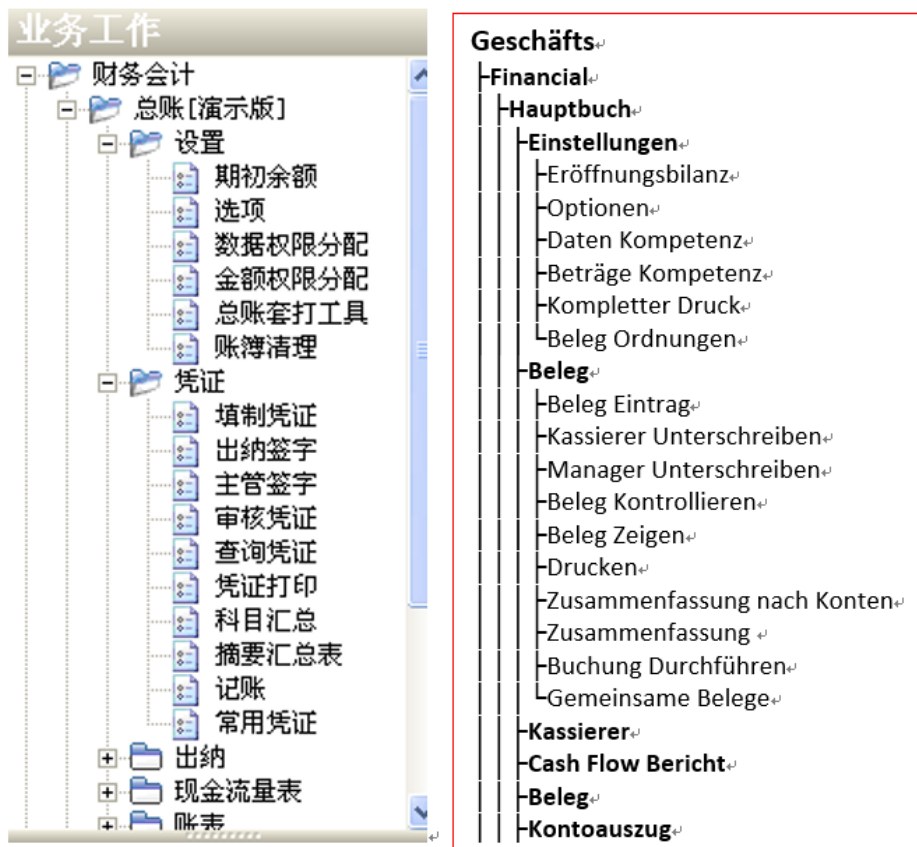 业务工作
财务会计
总账[演示版]
设置
期初余额
选项
数据权限分配
金额权限分配
总账套打工具
账簿清理
凭证
填制凭证
出纳签字
主管签字
审核凭证
查询凭证
凭证打印
科目汇总
摘要汇总表
记账
常用凭证
出纳
现金流量表
账表
Geschäfts
Financial
Hauptbuch
Einstellungen
Eröffnungsbilanz
Optionen
Daten Kompetenz
Beträge Kompetenz
Kompletter Druck
Beleg Ordnungen
Beleg
Beleg Eintrag
Kassierer Unterschreiben
Manager Unterschreiben
Beleg Kontrollieren
Beleg Zeigen
Drucken
Zusammenfassung nach Konten
Zusammenfassung
Buchung Durchführen
Gemeinsame Belege
Kassierer
Cash Flow Bericht
Beleg
Kontoauszug